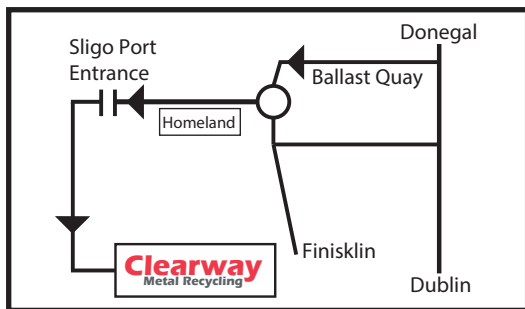 Donegal
Sligo Port
Entrance
Ballast Quay
Homeland
Finisklin
Clearway
Metal Recycling
Dublin